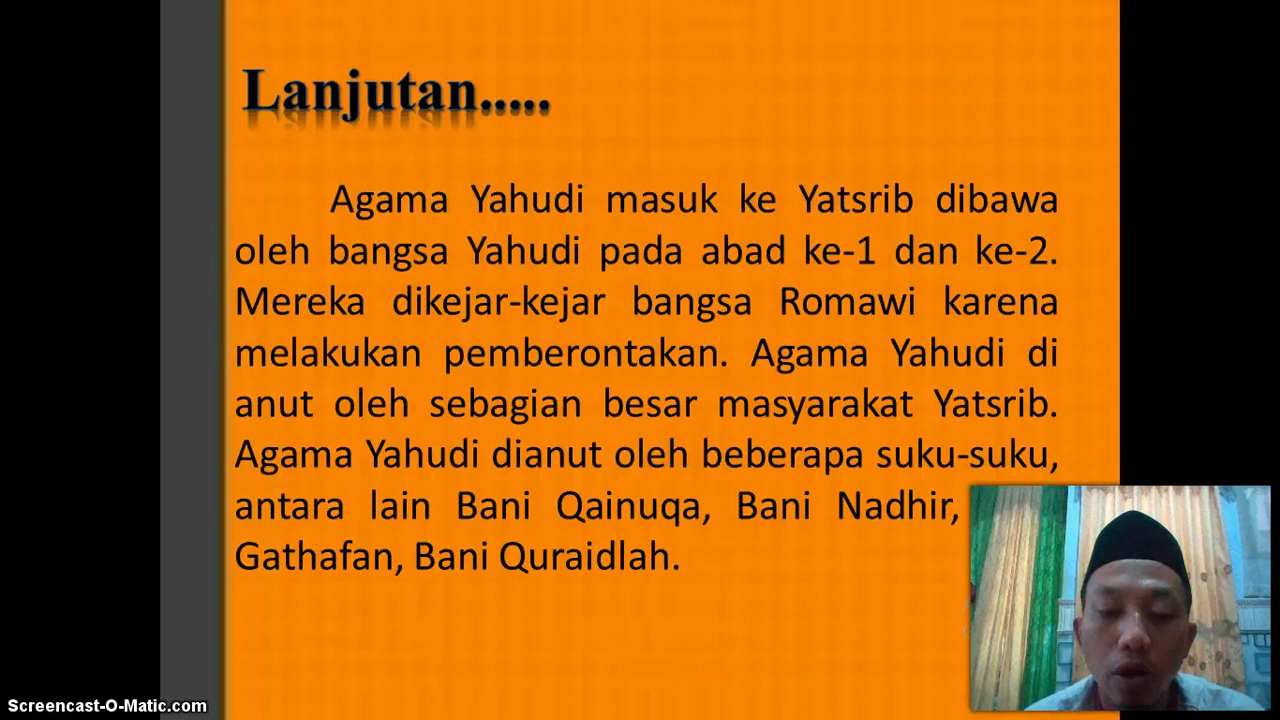 Lanjutan.....
Agama Yahudi masuk ke Yatsrib dibawa
oleh bangsa Yahudi pada abad ke-1 dan ke-2.
Mereka dikejar-kejar bangsa Romawi karena
melakukan pemberontakan. Agama Yahudi di
anut oleh sebagian besar masyarakat Yatsrib.
Agama Yahudi dianut oleh beberapa suku-suku,
antara lain Bani Qainuqa, Bani Nadhir,
Gathafan, Bani Quraidlah.
Screencast-O-Matic.com